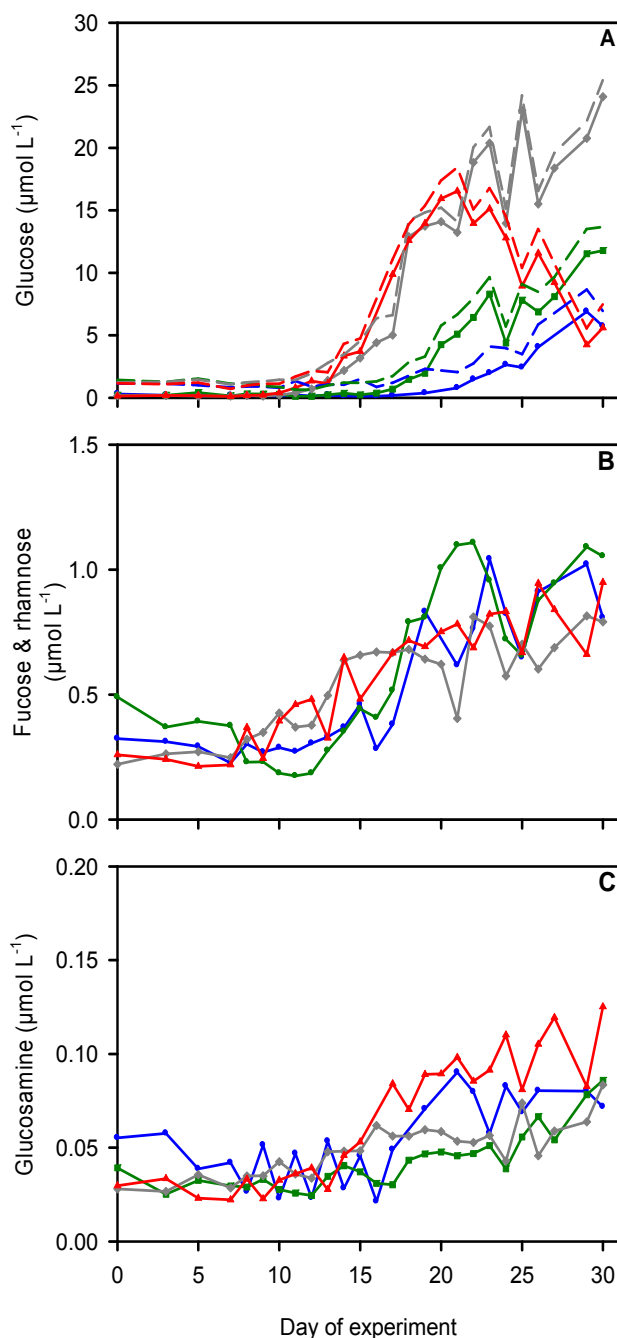 A
Glucose (µmol L⁻¹)
30
25
20
15
10
5
0
B
Fucose & rhamnose
(µmol L⁻¹)
1.5
1.0
0.5
0.0
C
Glucosamine (µmol L⁻¹)
0.20
0.15
0.10
0.05
0.00
0 5 10 15 20 25 30
Day of experiment